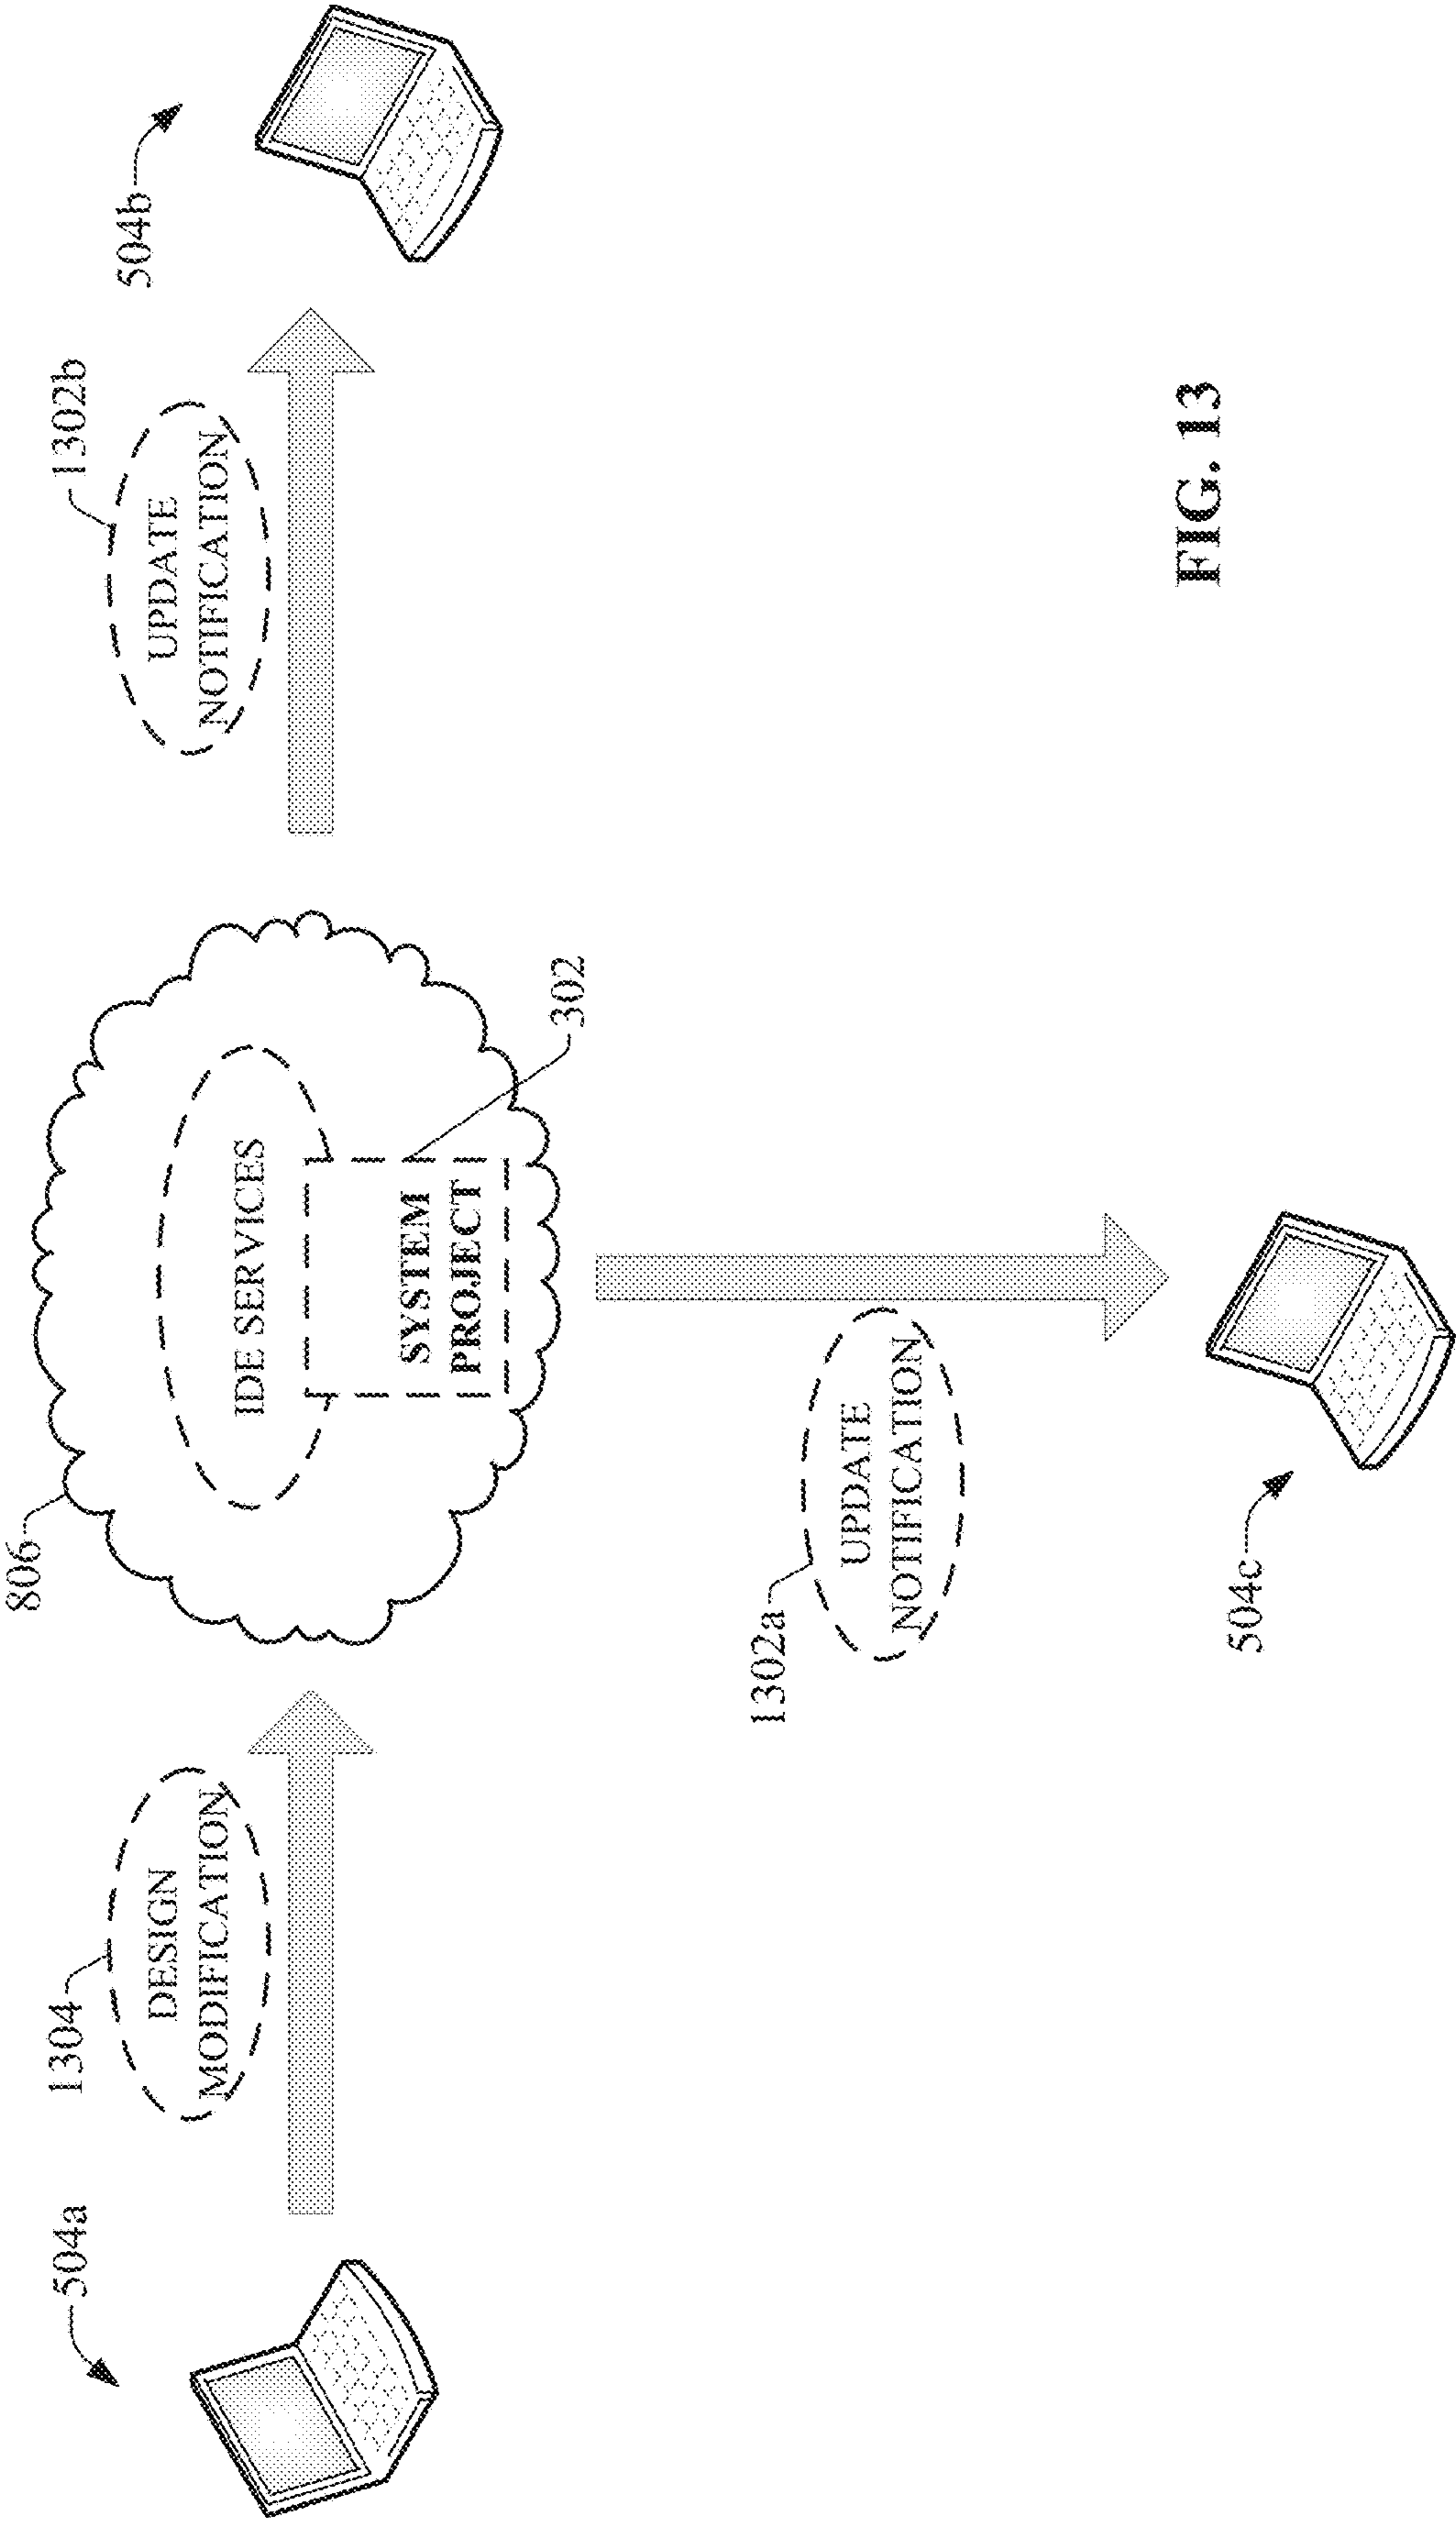 504a
1304
DESIGN
MODIFICATION
806
IDE SERVICES
SYSTEM
PROJECT
302
1302b
UPDATE
NOTIFICATION
504b
1302a
UPDATE
NOTIFICATION
504c
FIG. 13